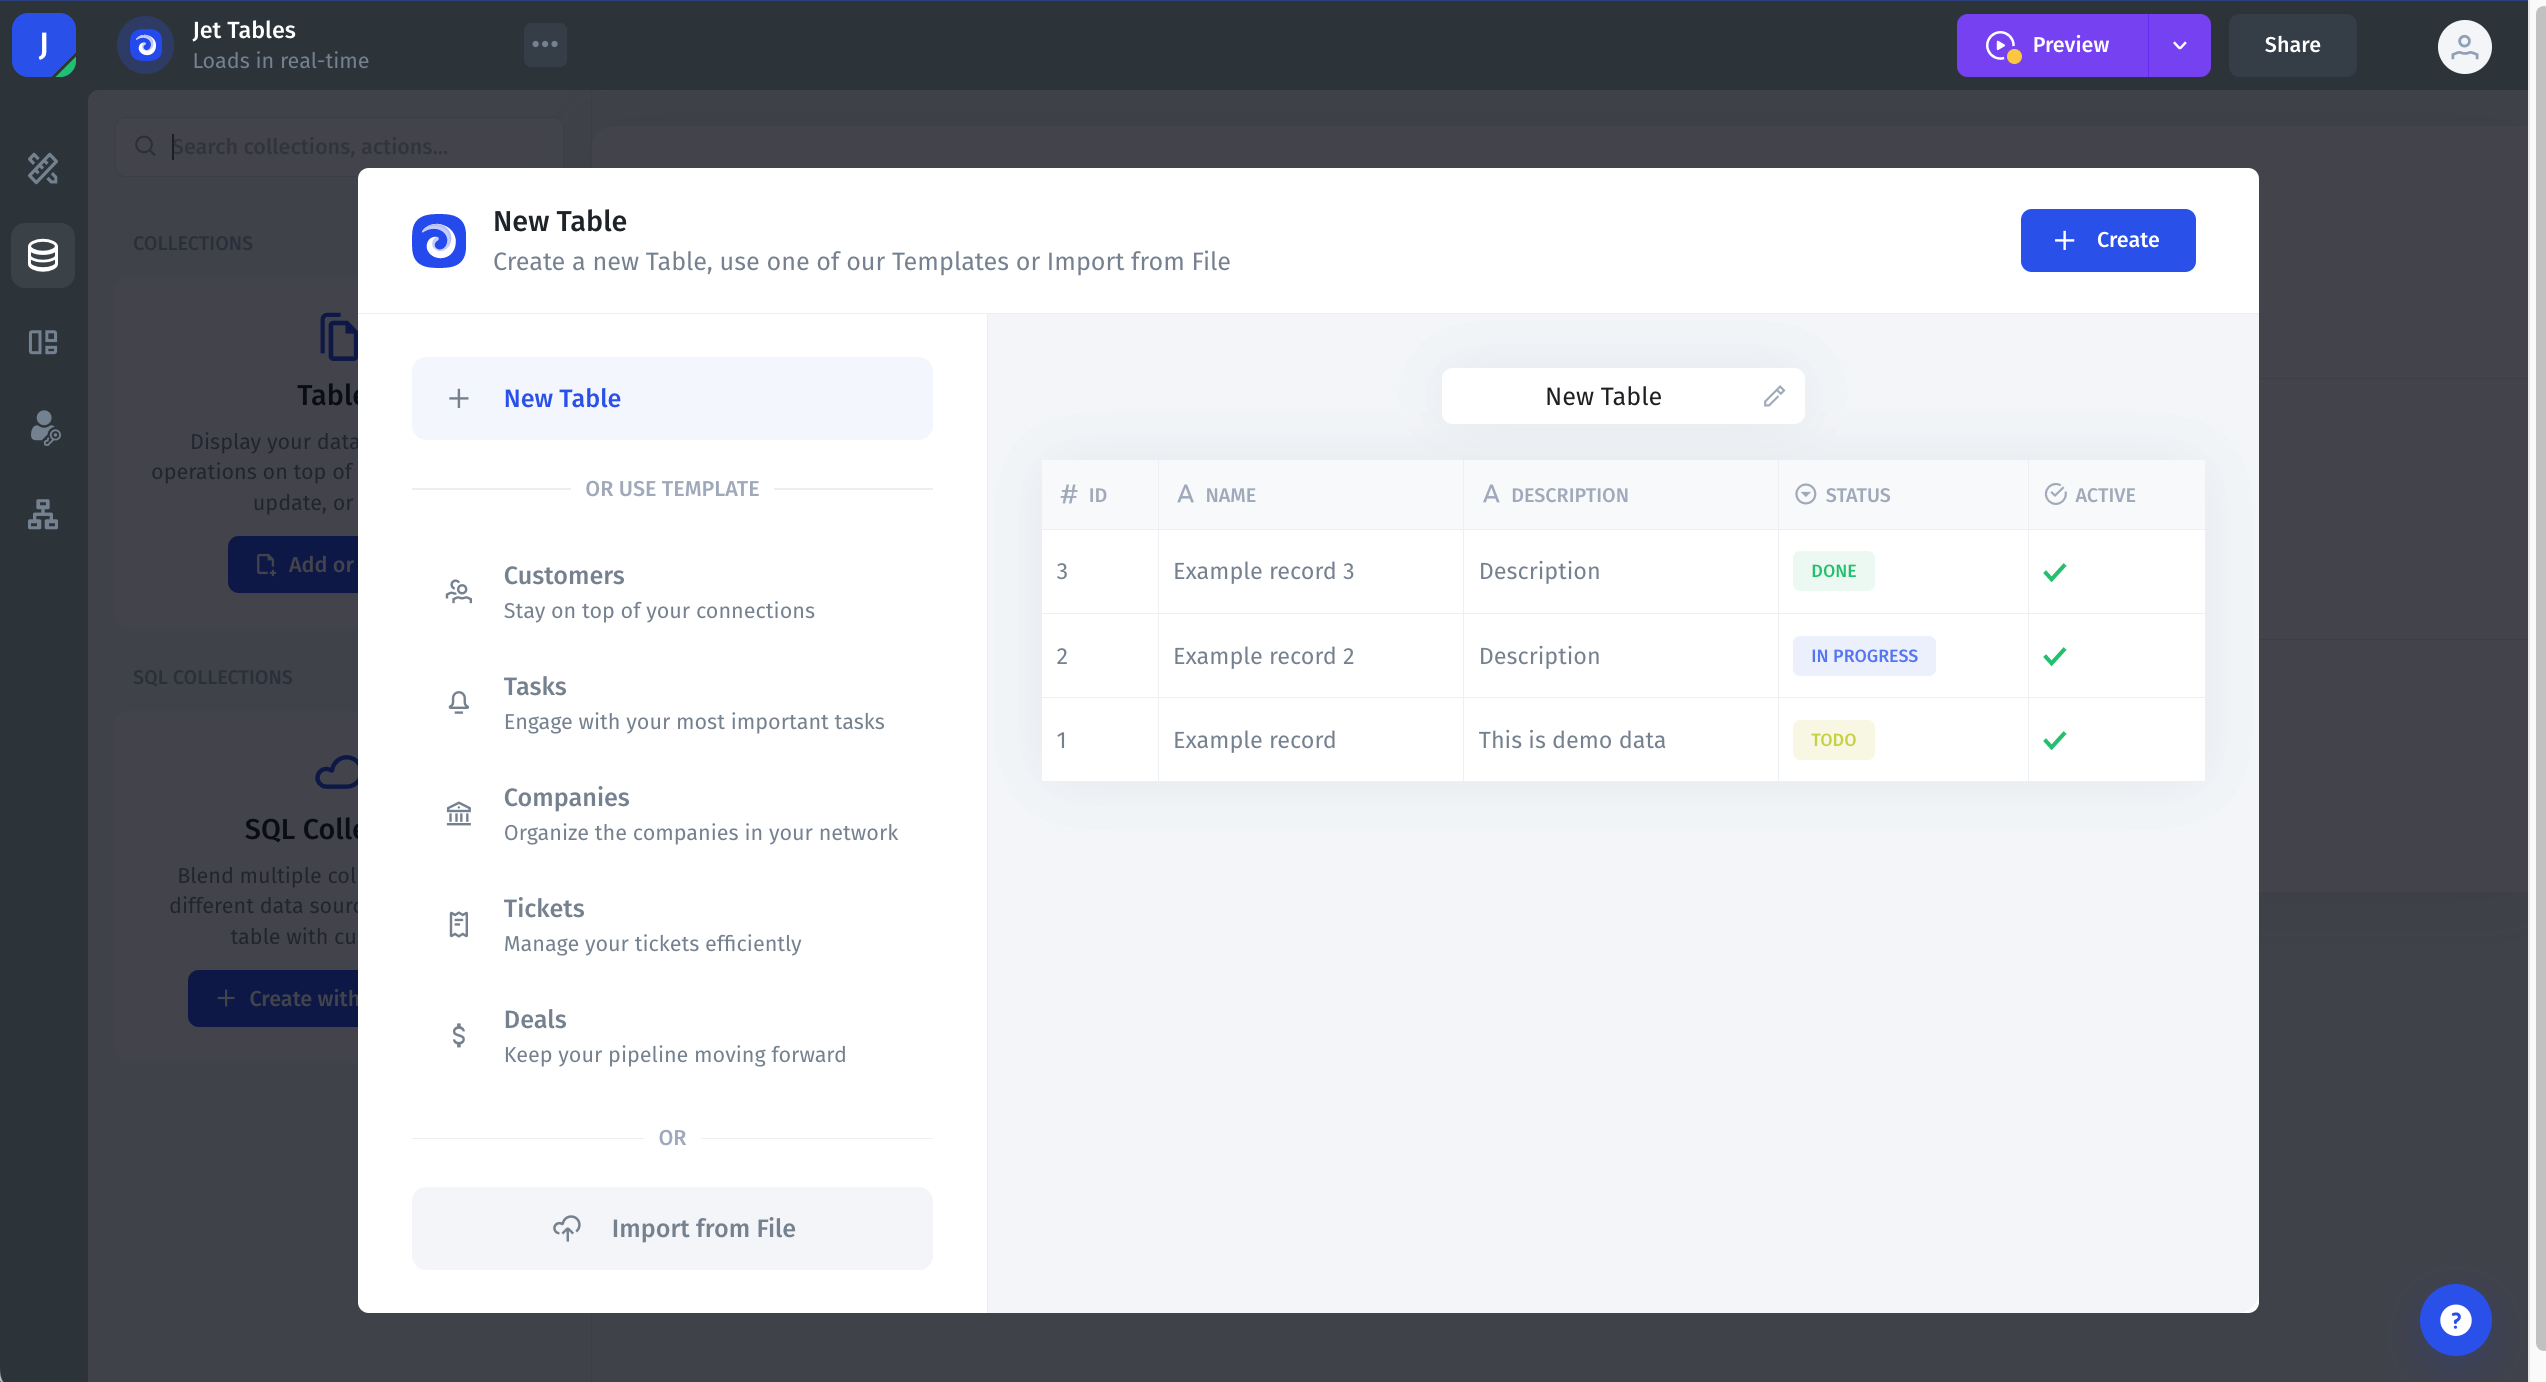 J
Jet Tables
Loads in real-time
Preview
Share
Search collections, actions...
COLLECTIONS
Display your data
operations on top of
update, or
Add or
SQL COLLECTIONS
SQL
Blend multiple
different data
table with
Create with
New Table
Create a new Table, use one of our Templates or Import from File
Create
New Table
OR USE TEMPLATE
Customers
Stay on top of your connections
Tasks
Engage with your most important tasks
Companies
Organize the companies in your network
Tickets
Manage your tickets efficiently
Deals
Keep your pipeline moving forward
OR
Import from File
New Table
# ID A NAME A DESCRIPTION STATUS ACTIVE
3 Example record 3 Description DONE
2 Example record 2 Description IN PROGRESS
1 Example record This is demo data TODO
?